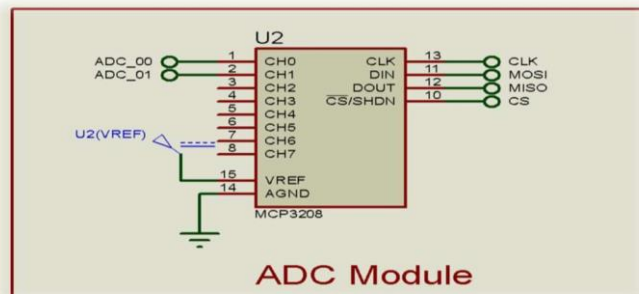 U2
ADC_00 1 CH0 CLK 13 CLK
ADC_01 2 CH1 DIN 11 MOSI
3 CH2 DOUT 12 MISO
4 CH3 CS/SHDN 10 CS
5 CH4
6 CH5
U2(VREF) 7 CH6
8 CH7
15 VREF
14 AGND
MCP3208
ADC Module